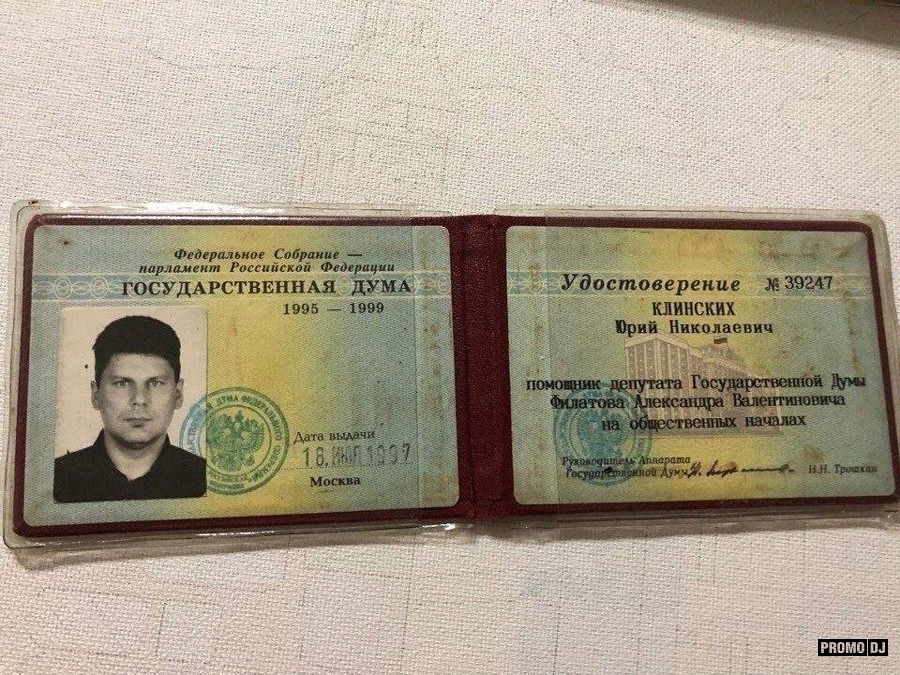 Федеральное Собрание —
парламент Российской Федерации
ГОСУДАРСТВЕННАЯ ДУМА
1995 — 1999
Дата выдачи
18. ИЮЛ 1997
Москва
Удостоверение № 39247
КЛИНСКИХ
Юрий Николаевич
помощник депутата Государственной Думы
Филатова Александра Валентиновича
на общественных началах
Руководитель Аппарата
Государственной Думы Н.Н. Трошкин
PROMO DJ